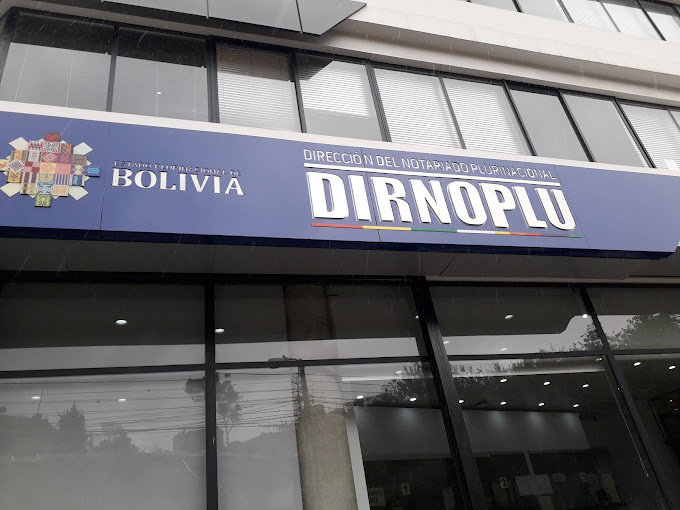 ESTADO PLURINACIONAL DE
BOLIVIA
DIRECCIÓN DEL NOTARIADO PLURINACIONAL
DIRNOPLU